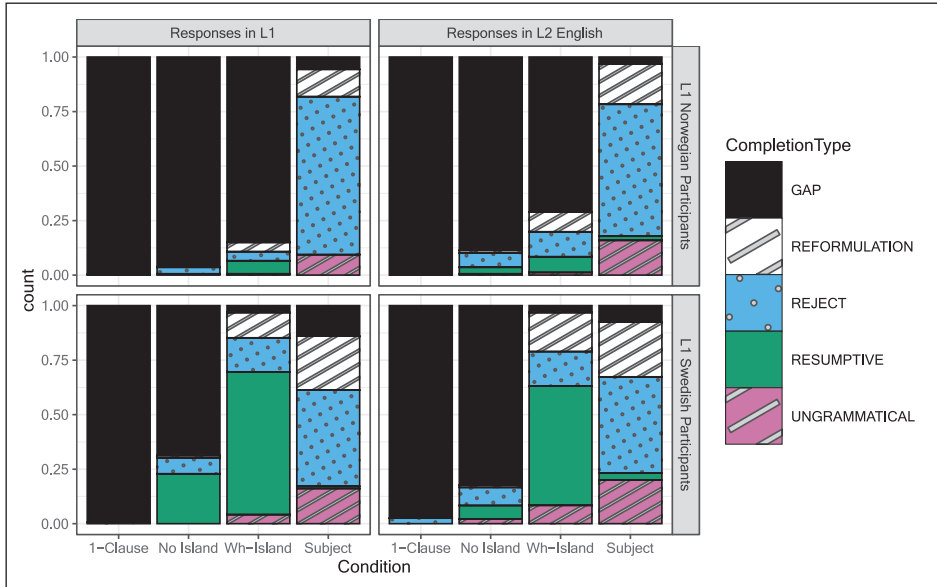 Responses in L1
Responses in L2 English
1.00
0.75
0.50
0.25
0.00
L1 Norwegian Participants
1.00
0.75
0.50
0.25
0.00
L1 Swedish Participants
count
1−Clause
No Island
Wh−Island
Subject
1−Clause
No Island
Wh−Island
Subject
Condition
CompletionType
GAP
REFORMULATION
REJECT
RESUMPTIVE
UNGRAMMATICAL